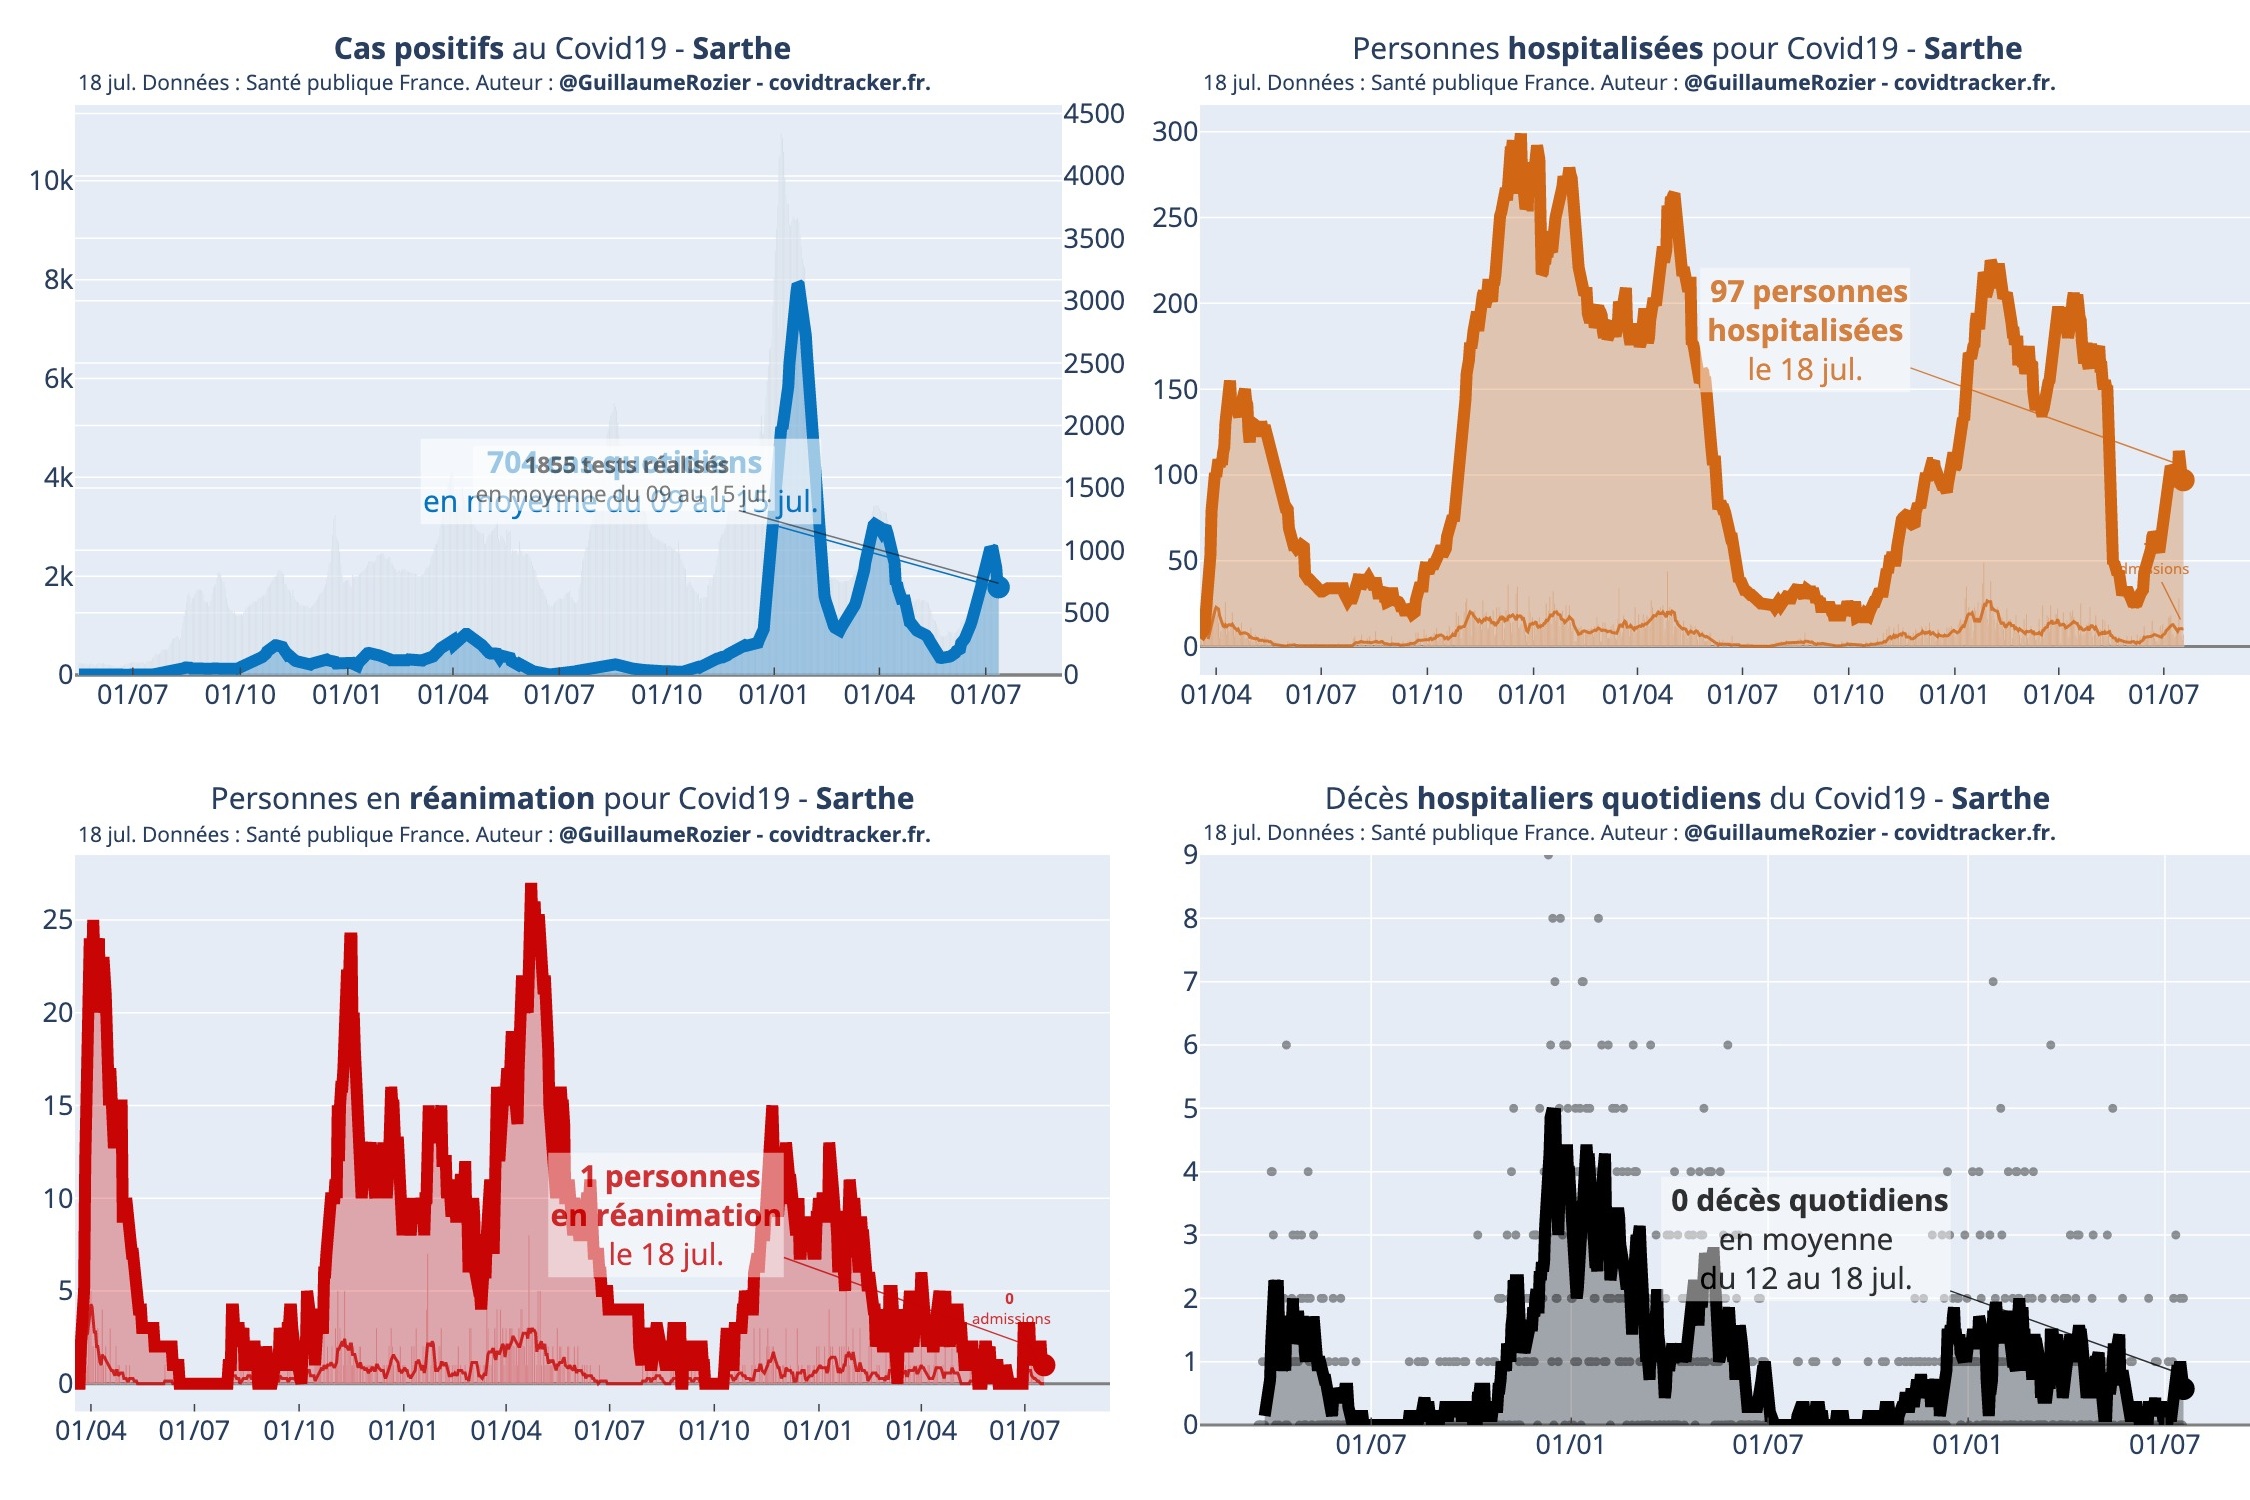 Cas positifs au Covid19 - Sarthe
18 jul. Données : Santé publique France. Auteur : @GuillaumeRozier - covidtracker.fr.
10k
8k
6k
4k
2k
0
4500
4000
3500
3000
2500
2000
1500
1000
500
0
704 cas quotidiens
en moyenne du 09 au 15 jul.
1855 tests réalisés
en moyenne du 09 au 15 jul.
01/07 01/10 01/01 01/04 01/07 01/10 01/01 01/04 01/07
Personnes hospitalisées pour Covid19 - Sarthe
18 jul. Données : Santé publique France. Auteur : @GuillaumeRozier - covidtracker.fr.
300
250
200
150
100
50
0
97 personnes
hospitalisées
le 18 jul.
01/04 01/07 01/10 01/01 01/04 01/07 01/10 01/01 01/04 01/07
Personnes en réanimation pour Covid19 - Sarthe
18 jul. Données : Santé publique France. Auteur : @GuillaumeRozier - covidtracker.fr.
25
20
15
10
5
0
1 personnes
en réanimation
le 18 jul.
0
admissions
01/04 01/07 01/10 01/01 01/04 01/07 01/10 01/01 01/04 01/07
Décès hospitaliers quotidiens du Covid19 - Sarthe
18 jul. Données : Santé publique France. Auteur : @GuillaumeRozier - covidtracker.fr.
9
8
7
6
5
4
3
2
1
0
0 décès quotidiens
en moyenne
du 12 au 18 jul.
01/07 01/01 01/07 01/01 01/07